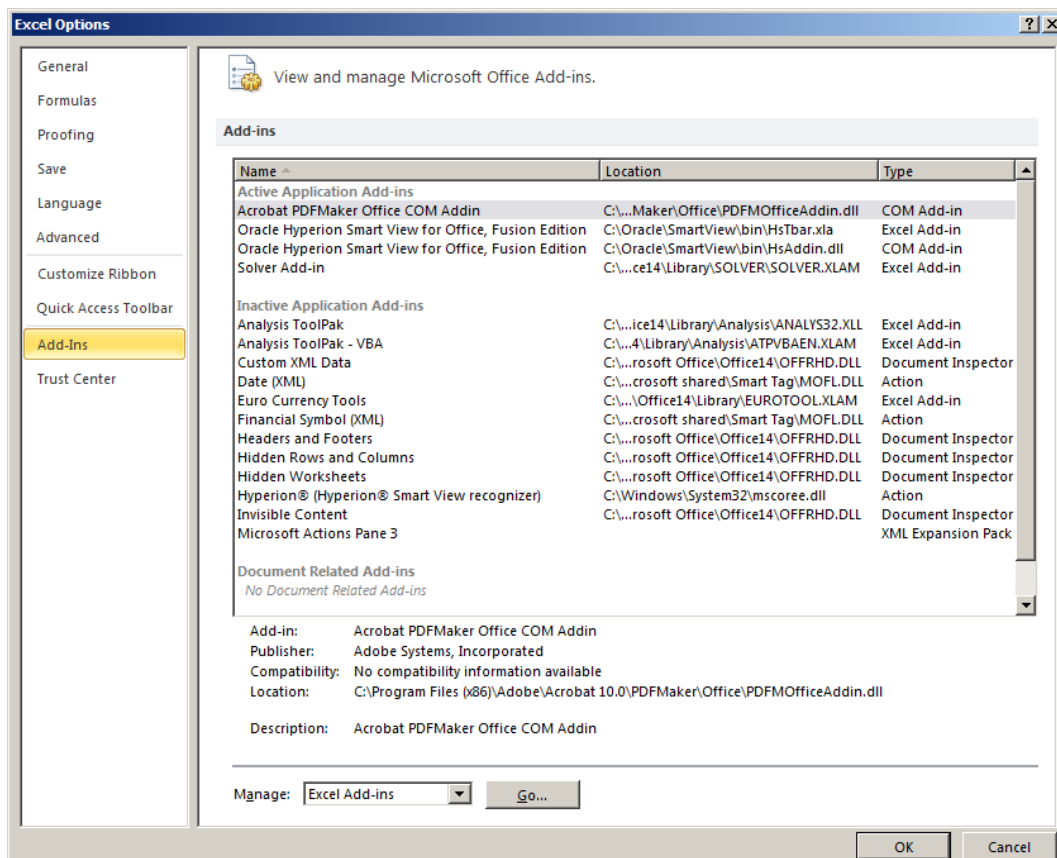 Excel Options
General
Formulas
Proofing
Save
Language
Advanced
Customize Ribbon
Quick Access Toolbar
Add-Ins
Trust Center
View and manage Microsoft Office Add-ins.
Add-ins
Name Location Type
Active Application Add-ins
Acrobat PDFMaker Office COM Addin C:\...Maker\Office\PDFMOfficeAddin.dll COM Add-in
Oracle Hyperion Smart View for Office, Fusion Edition C:\Oracle\SmartView\bin\HsTbar.xla Excel Add-in
Oracle Hyperion Smart View for Office, Fusion Edition C:\Oracle\SmartView\bin\HsAddin.dll COM Add-in
Solver Add-in C:\...ce14\Library\SOLVER\SOLVER.XLAM Excel Add-in
Inactive Application Add-ins
Analysis ToolPak C:\...ice14\Library\Analysis\ANALYS32.XLL Excel Add-in
Analysis ToolPak - VBA C:\...4\Library\Analysis\ATPVBAEN.XLAM Excel Add-in
Custom XML Data C:\...rosoft Office\Office14\OFFRHD.DLL Document Inspector
Date (XML) C:\...crosoft shared\Smart Tag\MOFL.DLL Action
Euro Currency Tools C:\...\Office14\Library\EUROTOOL.XLAM Excel Add-in
Financial Symbol (XML) C:\...crosoft shared\Smart Tag\MOFL.DLL Action
Headers and Footers C:\...rosoft Office\Office14\OFFRHD.DLL Document Inspector
Hidden Rows and Columns C:\...rosoft Office\Office14\OFFRHD.DLL Document Inspector
Hidden Worksheets C:\...rosoft Office\Office14\OFFRHD.DLL Document Inspector
Hyperion® (Hyperion® Smart View recognizer) C:\Windows\System32\mscoree.dll Action
Invisible Content C:\...rosoft Office\Office14\OFFRHD.DLL Document Inspector
Microsoft Actions Pane 3 XML Expansion Pack
Document Related Add-ins
No Document Related Add-ins
Add-in: Acrobat PDFMaker Office COM Addin
Publisher: Adobe Systems, Incorporated
Compatibility: No compatibility information available
Location: C:\Program Files (x86)\Adobe\Acrobat 10.0\PDFMaker\Office\PDFMOfficeAddin.dll
Description: Acrobat PDFMaker Office COM Addin
Manage: Excel Add-ins Go...
OK Cancel